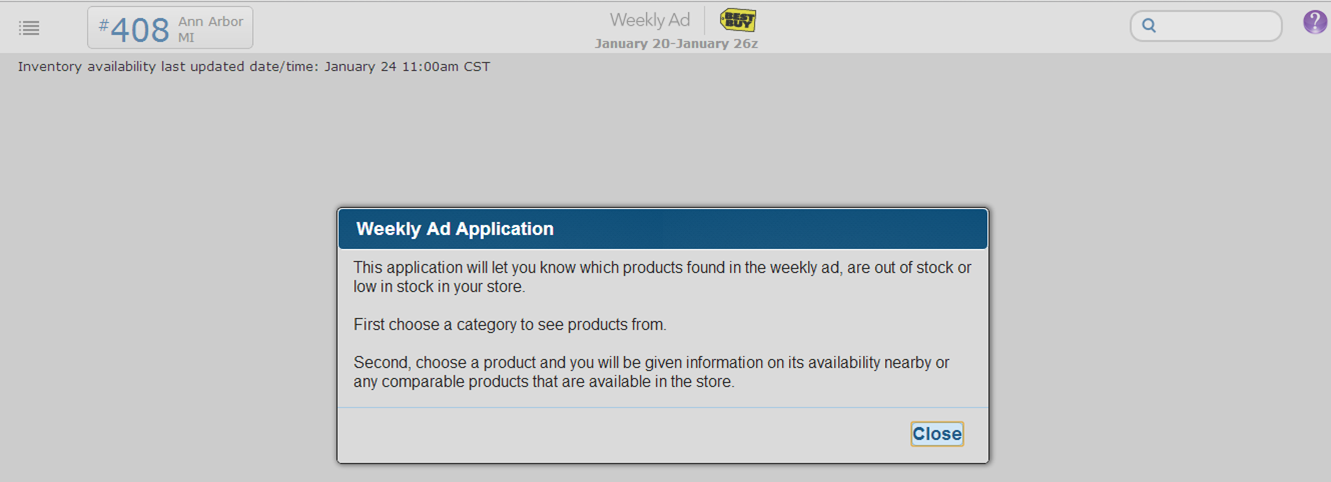 #408 Ann Arbor
MI
Weekly Ad
BEST
BUY
January 20-January 26z
?
Inventory availability last updated date/time: January 24 11:00am CST
Weekly Ad Application
This application will let you know which products found in the weekly ad, are out of stock or
low in stock in your store.
First choose a category to see products from.
Second, choose a product and you will be given information on its availability nearby or
any comparable products that are available in the store.
Close